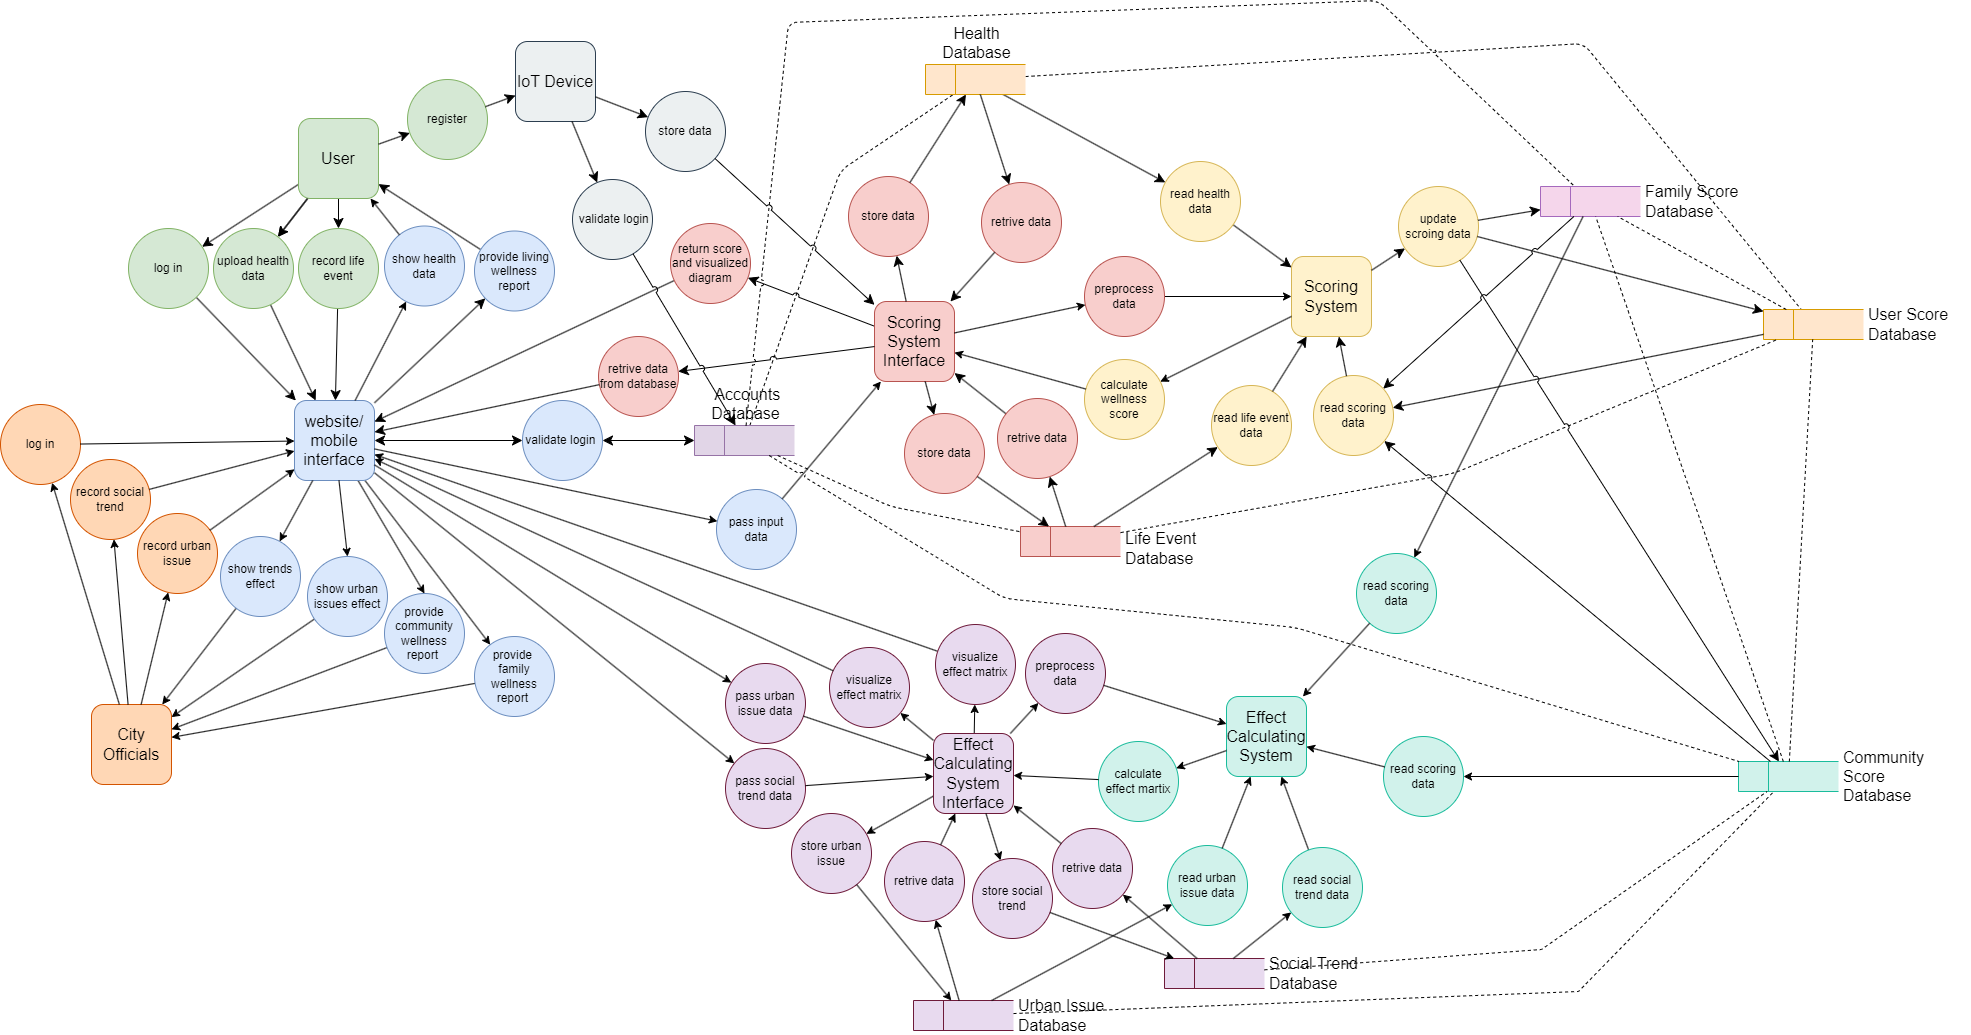 Health
Database
IoT Device
register
store data
User
validate login
log in
upload health
data
record life
event
show health
data
provide living
wellness
report
return score
and visualized
diagram
store data
retrive data
read health
data
update
scroing data
Family Score
Database
preprocess
data
Scoring
System
User Score
Database
Scoring
System
Interface
retrive data
from database
calculate
wellness
score
read life event
data
read scoring
data
Accounts
Database
log in
website/
mobile
interface
validate login
store data
retrive data
record social
trend
pass input
data
record urban
issue
Life Event
Database
show trends
effect
show urban
issues effect
provide
community
wellness
report
provide
family
wellness
report
read scoring
data
City
Officials
pass urban
issue data
visualize
effect matrix
visualize
effect matrix
preprocess
data
Effect
Calculating
System
Effect
Calculating
System
Interface
pass social
trend data
calculate
effect martix
read scoring
data
Community
Score
Database
store urban
issue
retrive data
store social
trend
retrive data
read urban
issue data
read social
trend data
Social Trend
Database
Urban Issue
Database